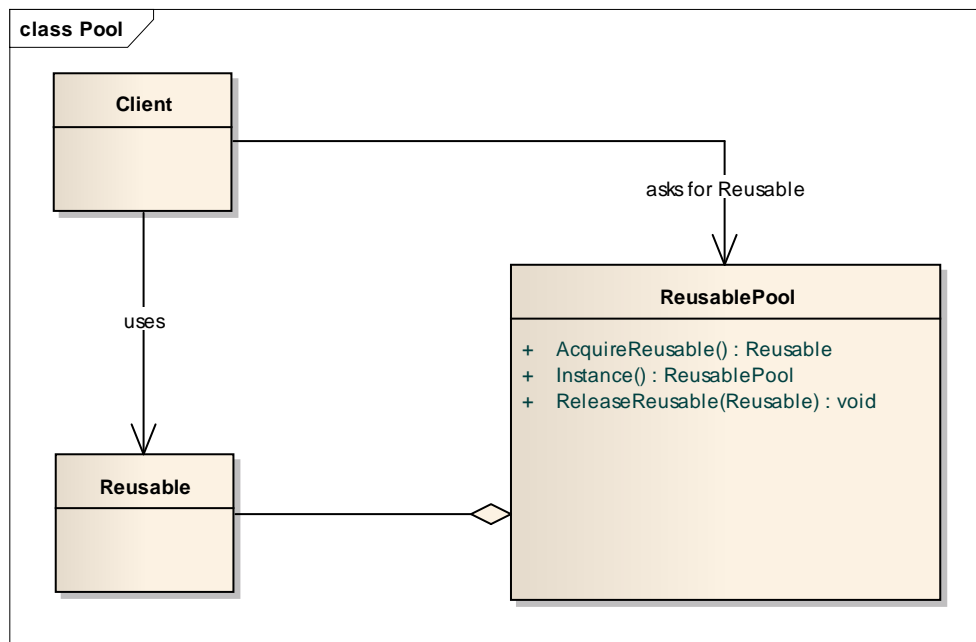 class Pool
Client
asks for Reusable
ReusablePool
+ AcquireReusable() : Reusable
+ Instance() : ReusablePool
+ ReleaseReusable(Reusable) : void
uses
Reusable